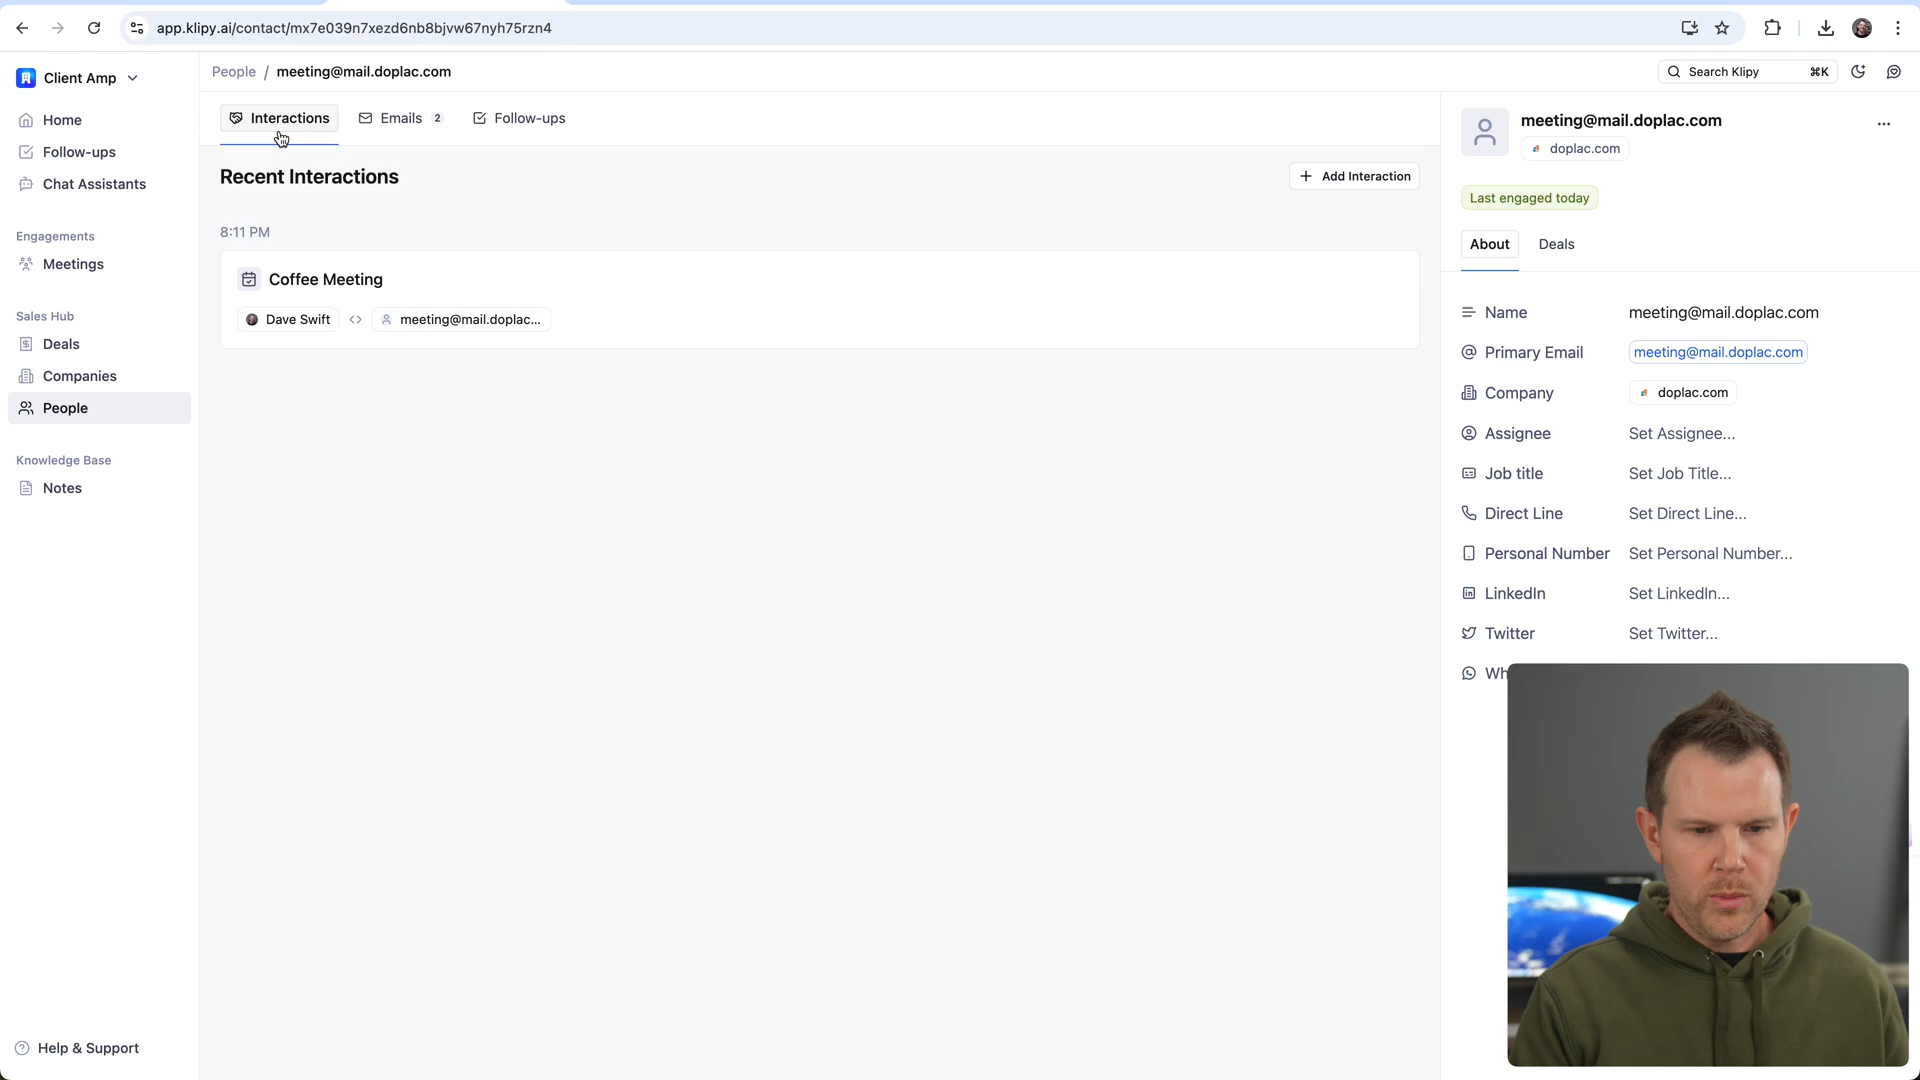 app.klipy.ai/contact/mx7e039n7xezd6nb8bjvw67nyh75rzn4
Client Amp
People / meeting@mail.doplac.com
Search Klipy ⌘K
Home
Follow-ups
Chat Assistants
Engagements
Meetings
Sales Hub
Deals
Companies
People
Knowledge Base
Notes
Help & Support
Interactions
Emails 2
Follow-ups
Recent Interactions
+ Add Interaction
8:11 PM
Coffee Meeting
Dave Swift <> meeting@mail.doplac...
meeting@mail.doplac.com
doplac.com
Last engaged today
About
Deals
Name meeting@mail.doplac.com
Primary Email meeting@mail.doplac.com
Company doplac.com
Assignee Set Assignee...
Job title Set Job Title...
Direct Line Set Direct Line...
Personal Number Set Personal Number...
LinkedIn Set LinkedIn...
Twitter Set Twitter...